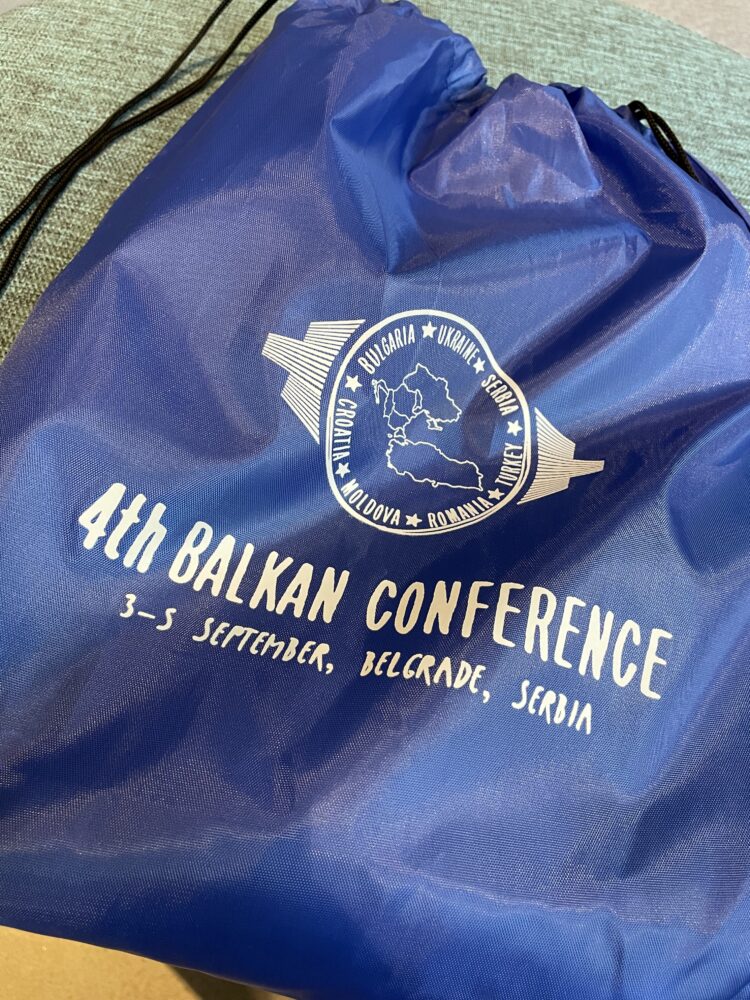 BULGARIA ★ UKRAINE ★ SERBIA ★ TURKEY ★ ROMANIA ★ MOLDOVA ★ CROATIA ★
4th BALKAN CONFERENCE
3-5 SEPTEMBER, BELGRADE, SERBIA